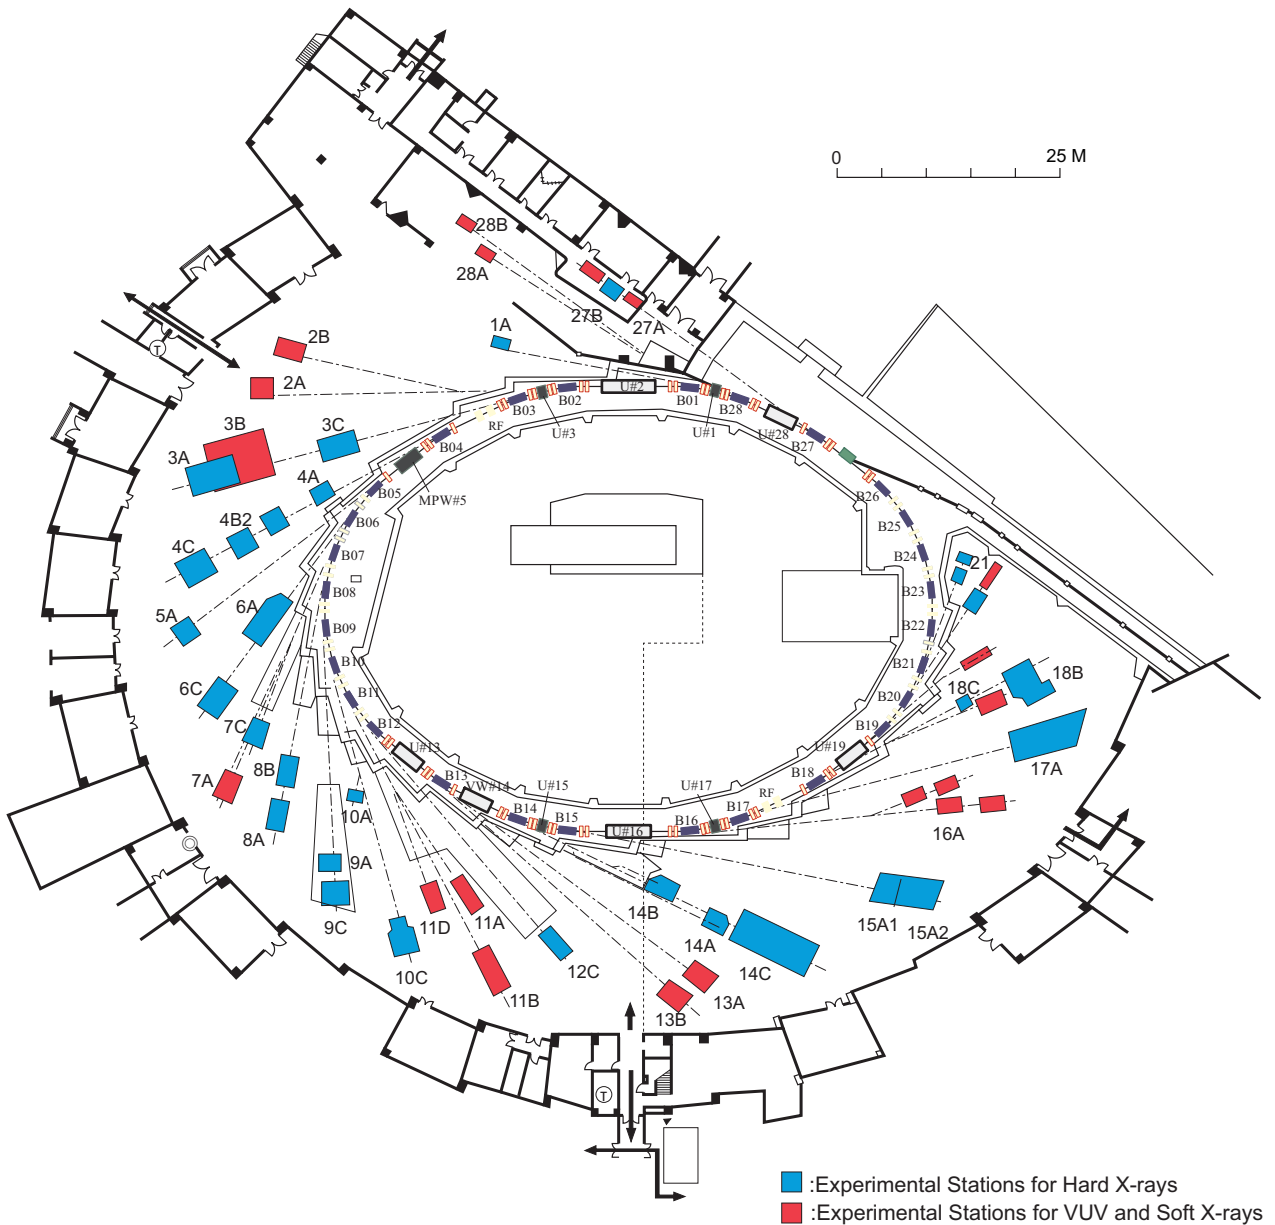 0 25 M
28B
28A
27B
27A
1A
2B
2A
3B
3A
3C
4A
4B2
4C
5A
6A
6C
7C
7A
8B
8A
9A
9C
10A
10C
11D
11A
11B
12C
13B
13A
14B
14A
14C
15A1
15A2
16A
17A
18B
18C
21
U#2
B01
U#1
B28
U#28
B27
B26
B25
B24
B23
B22
B21
B20
B19
U#19
B18
RF
B17
U#17
B16
U#16
B15
U#15
B14
VW#14
B13
U#13
B12
B11
B10
B09
B08
B07
B06
B05
MPW#5
B04
RF
B03
U#3
B02
T
T
:Experimental Stations for Hard X-rays
:Experimental Stations for VUV and Soft X-rays